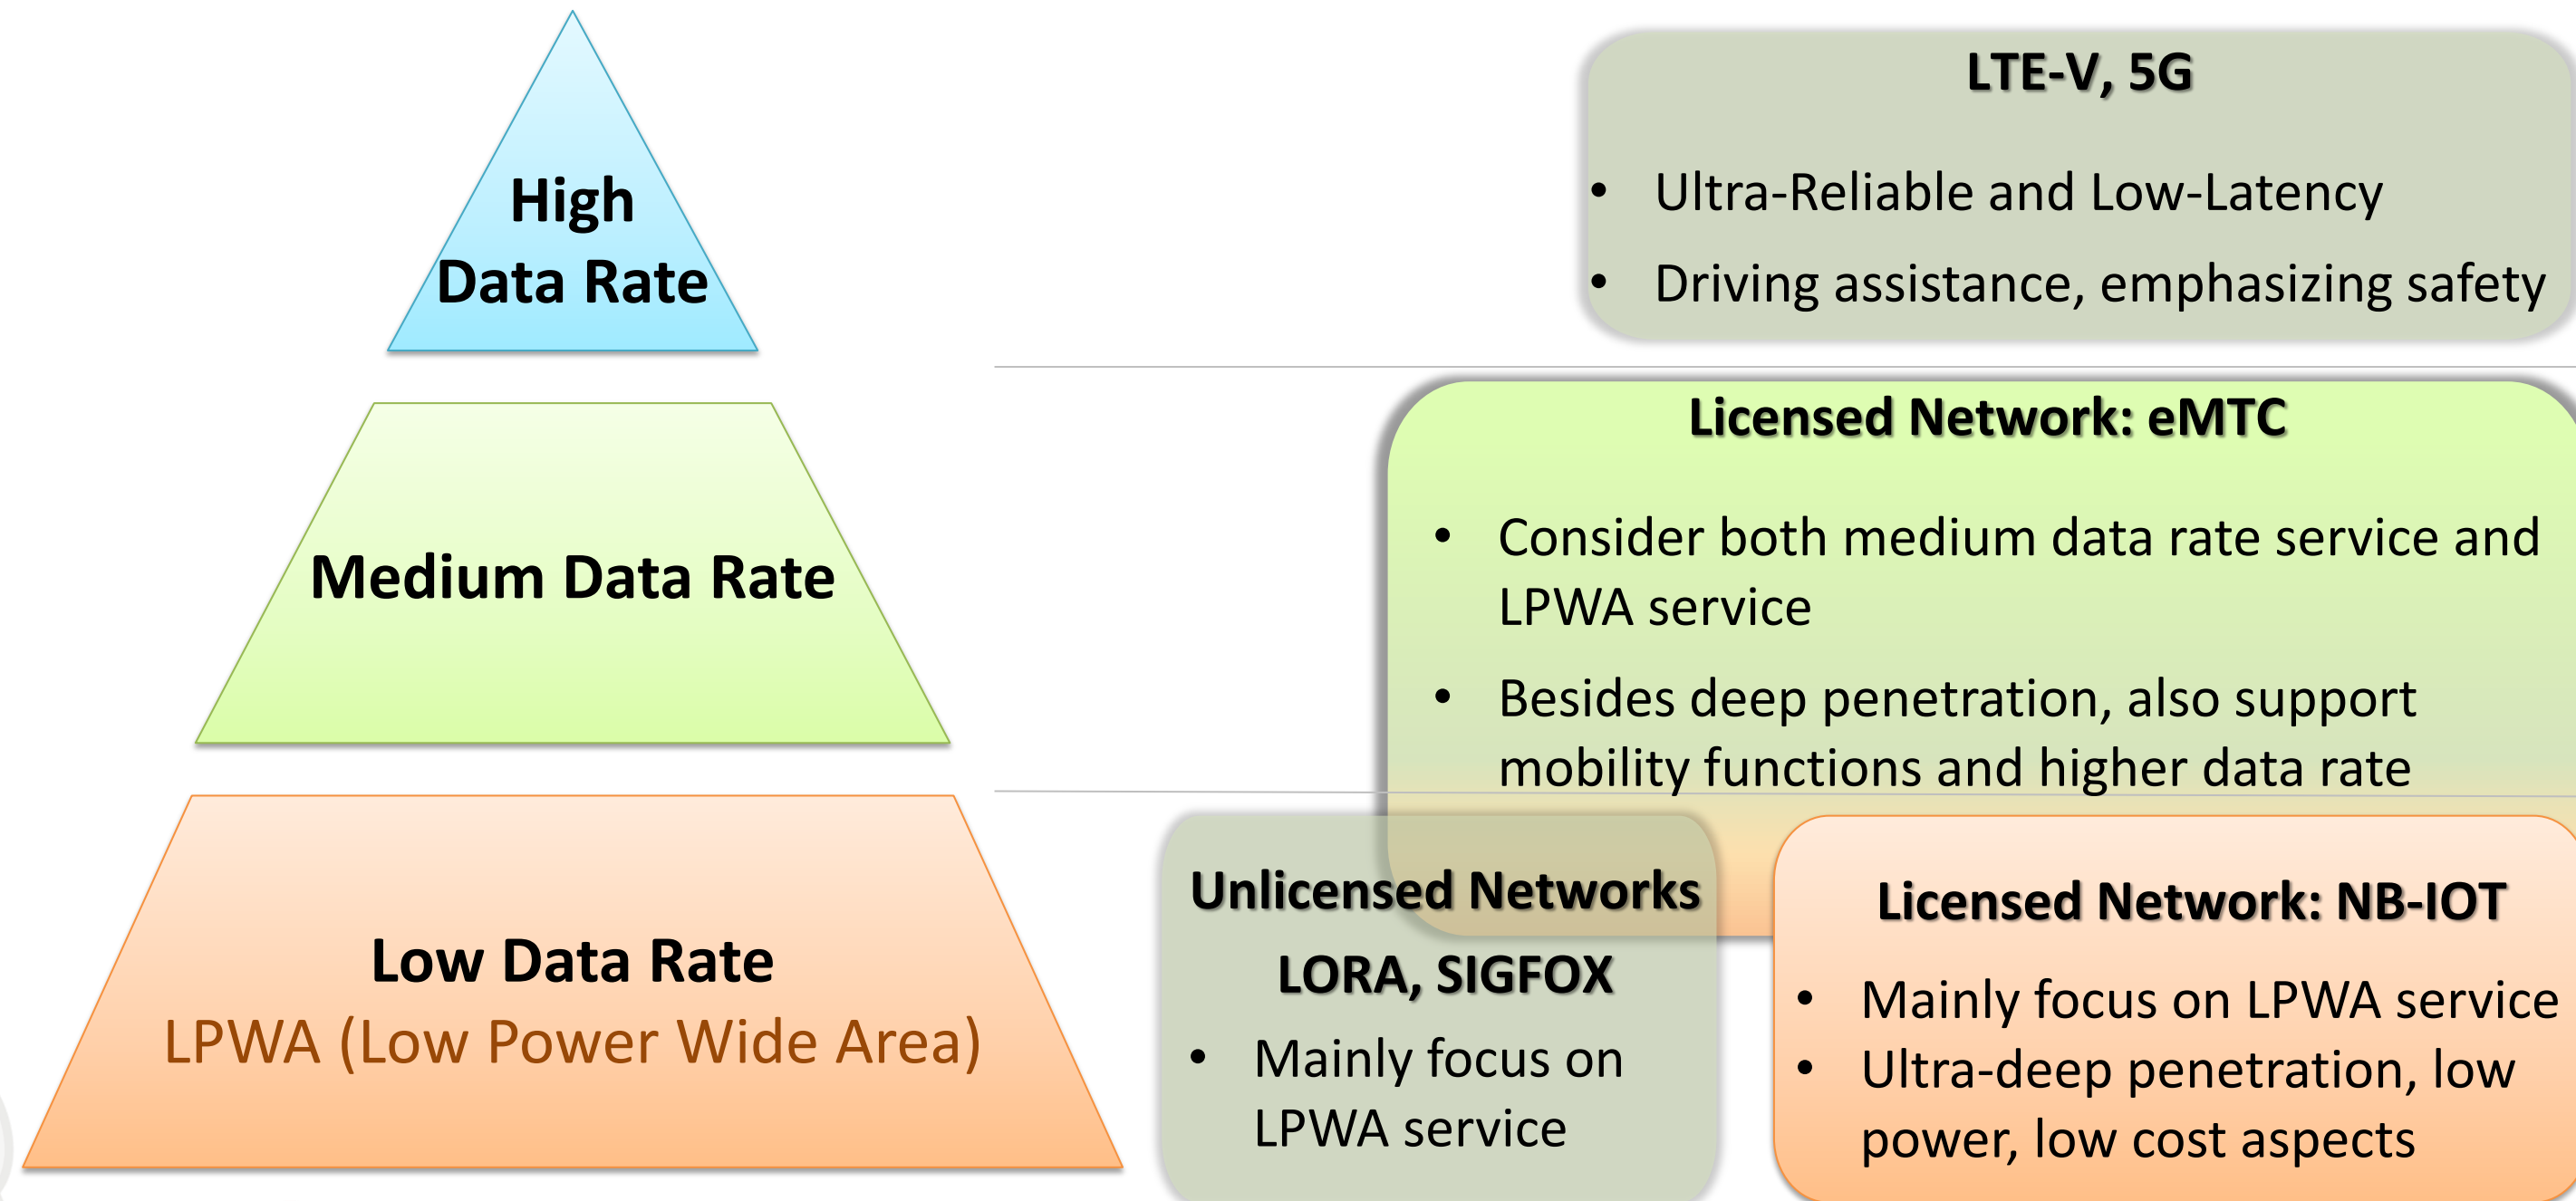 High
Data Rate
LTE-V, 5G
• Ultra-Reliable and Low-Latency
• Driving assistance, emphasizing safety
Medium Data Rate
Licensed Network: eMTC
• Consider both medium data rate service and
LPWA service
• Besides deep penetration, also support
mobility functions and higher data rate
Low Data Rate
LPWA (Low Power Wide Area)
Unlicensed Networks
LORA, SIGFOX
• Mainly focus on
LPWA service
Licensed Network: NB-IOT
• Mainly focus on LPWA service
• Ultra-deep penetration, low
power, low cost aspects